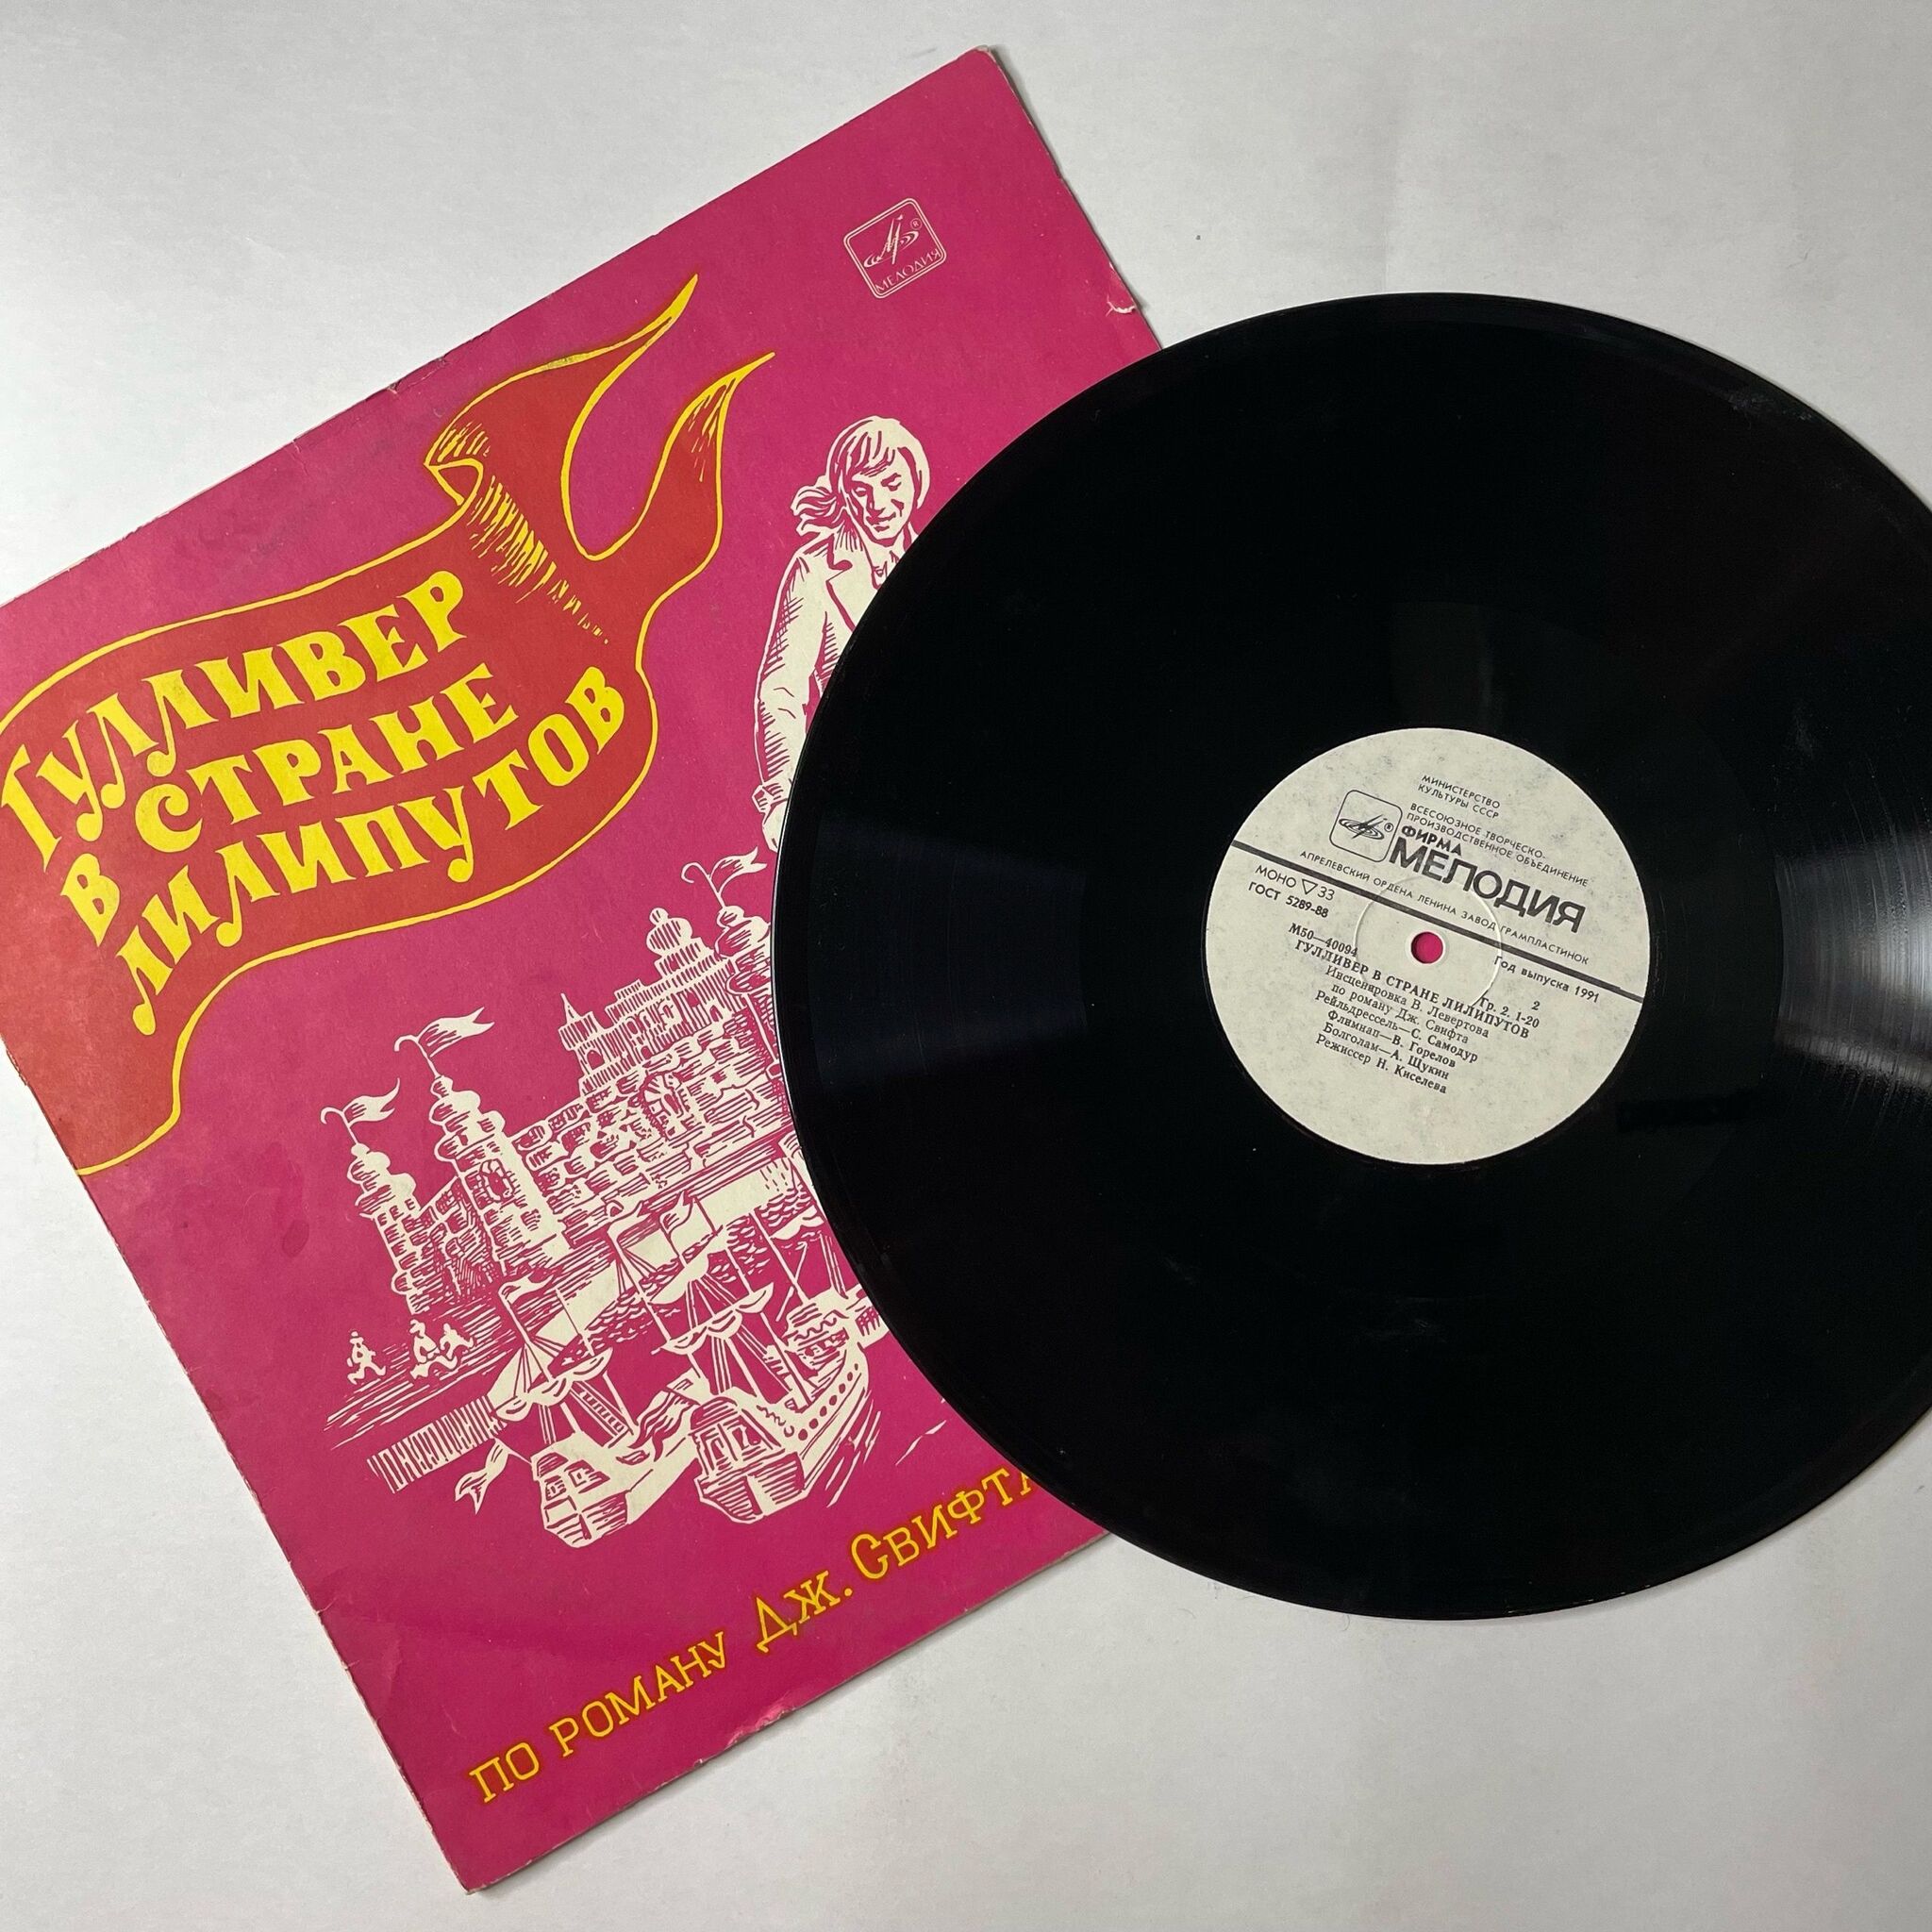 МЕЛОДИЯ
ГУЛЛИВЕР
В СТРАНЕ
ЛИЛИПУТОВ
ПО РОМАНУ ДЖ. СВИФТА
МИНИСТЕРСТВО
КУЛЬТУРЫ СССР
ВСЕСОЮЗНОЕ ТВОРЧЕСКО-
ПРОИЗВОДСТВЕННОЕ ОБЪЕДИНЕНИЕ
ФИРМА
МЕЛОДИЯ
АПРЕЛЕВСКИЙ ОРДЕНА ЛЕНИНА ЗАВОД ГРАМПЛАСТИНОК
МОНО ▽ 33
ГОСТ 5289-88
Год выпуска 1991
2
М50—40094 Гр. 2. 1-20
ГУЛЛИВЕР В СТРАНЕ ЛИЛИПУТОВ
Инсценировка В. Левертова
по роману Дж. Свифта
Рейльдрессель—С. Самодур
Флимнап—В. Горелов
Болголам—А. Щукин
Режиссер Н. Киселева